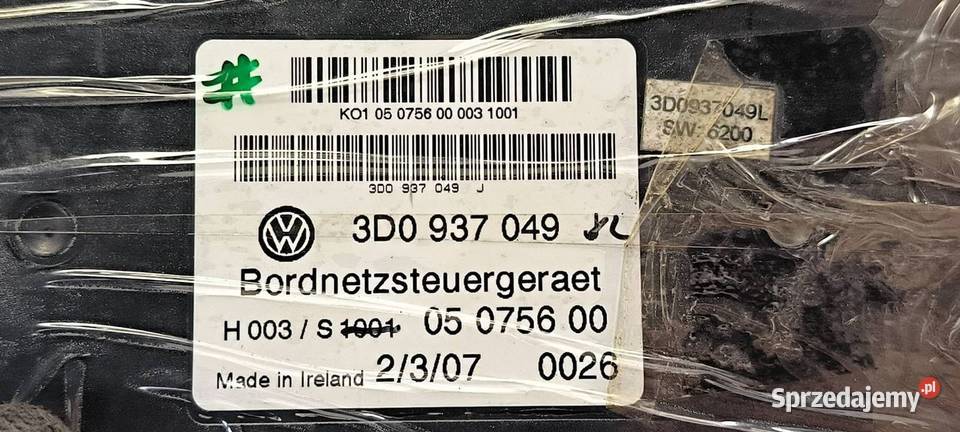 KO1 05 0756 00 003 1001
3D0 937 049 J
3D0 937 049 L
Bordnetzsteuergeraet
H 003 / S 1001 05 0756 00
Made in Ireland 2/3/07 0026
3D0937049L
SW: 6200
Sprzedajemy.pl